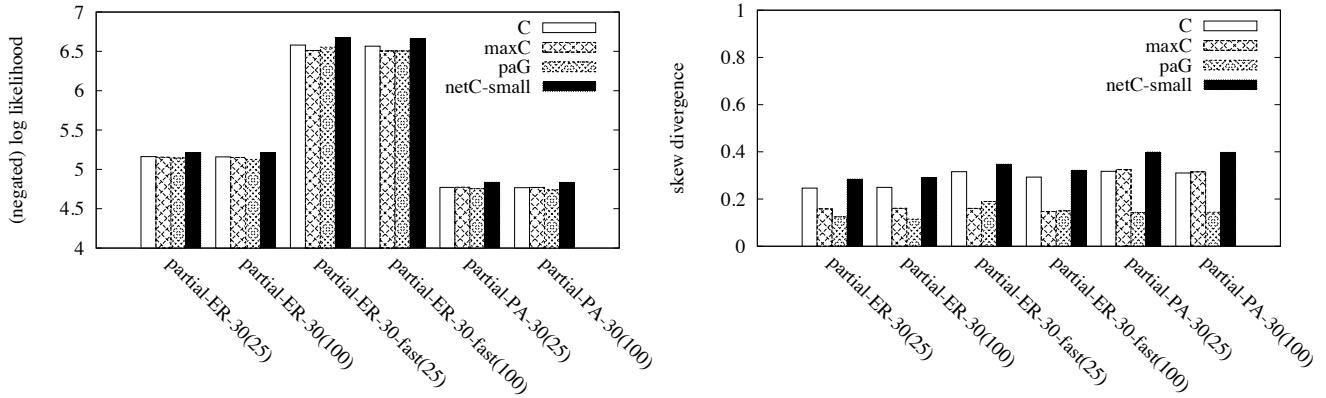 7
6.5
6
5.5
5
4.5
4
(negated) log likelihood
C
maxC
paG
netC-small
partial-ER-30(25)
partial-ER-30(100)
partial-ER-30-fast(25)
partial-ER-30-fast(100)
partial-PA-30(25)
partial-PA-30(100)
1
0.8
0.6
0.4
0.2
0
skew divergence
C
maxC
paG
netC-small
partial-ER-30(25)
partial-ER-30(100)
partial-ER-30-fast(25)
partial-ER-30-fast(100)
partial-PA-30(25)
partial-PA-30(100)